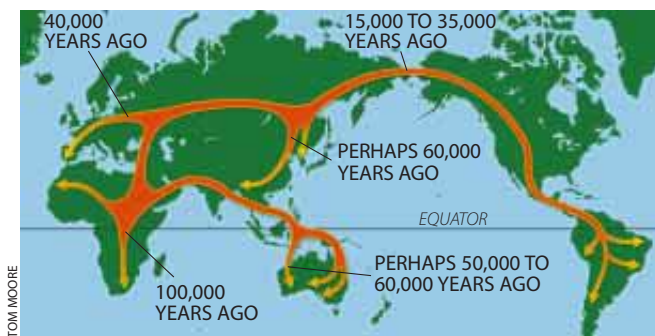 40,000
YEARS AGO
15,000 TO 35,000
YEARS AGO
PERHAPS 60,000
YEARS AGO
EQUATOR
PERHAPS 50,000 TO
60,000 YEARS AGO
100,000
YEARS AGO
TOM MOORE